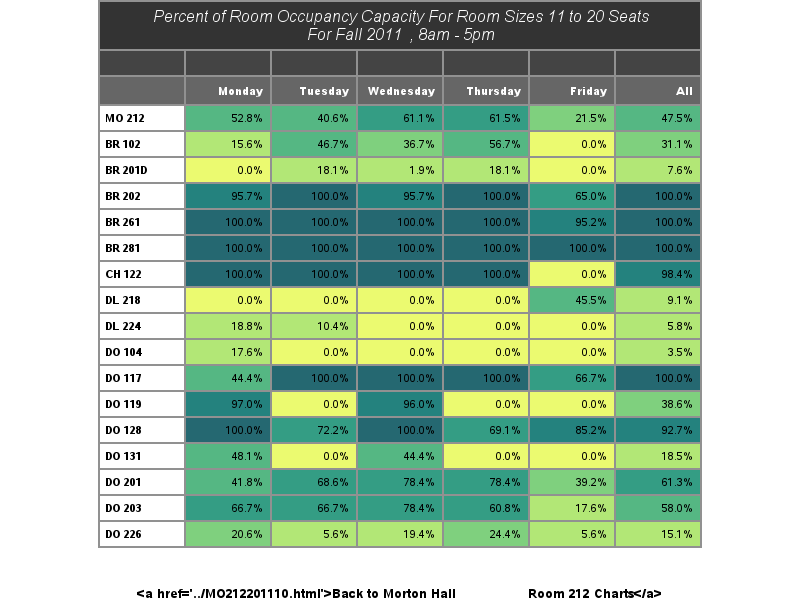 Percent of Room Occupancy Capacity For Room Sizes 11 to 20 Seats
For Fall 2011 , 8am - 5pm
Monday Tuesday Wednesday Thursday Friday All
MO 212 52.8% 40.6% 61.1% 61.5% 21.5% 47.5%
BR 102 15.6% 46.7% 36.7% 56.7% 0.0% 31.1%
BR 201D 0.0% 18.1% 1.9% 18.1% 0.0% 7.6%
BR 202 95.7% 100.0% 95.7% 100.0% 65.0% 100.0%
BR 261 100.0% 100.0% 100.0% 100.0% 95.2% 100.0%
BR 281 100.0% 100.0% 100.0% 100.0% 100.0% 100.0%
CH 122 100.0% 100.0% 100.0% 100.0% 0.0% 98.4%
DL 218 0.0% 0.0% 0.0% 0.0% 45.5% 9.1%
DL 224 18.8% 10.4% 0.0% 0.0% 0.0% 5.8%
DO 104 17.6% 0.0% 0.0% 0.0% 0.0% 3.5%
DO 117 44.4% 100.0% 100.0% 100.0% 66.7% 100.0%
DO 119 97.0% 0.0% 96.0% 0.0% 0.0% 38.6%
DO 128 100.0% 72.2% 100.0% 69.1% 85.2% 92.7%
DO 131 48.1% 0.0% 44.4% 0.0% 0.0% 18.5%
DO 201 41.8% 68.6% 78.4% 78.4% 39.2% 61.3%
DO 203 66.7% 66.7% 78.4% 60.8% 17.6% 58.0%
DO 226 20.6% 5.6% 19.4% 24.4% 5.6% 15.1%
<a href='../MO212201110.html'>Back to Morton Hall Room 212 Charts</a>